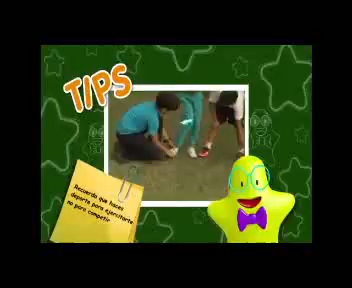 TIPS
Recuerda que haces
deporte para ejercitarte
no para competir